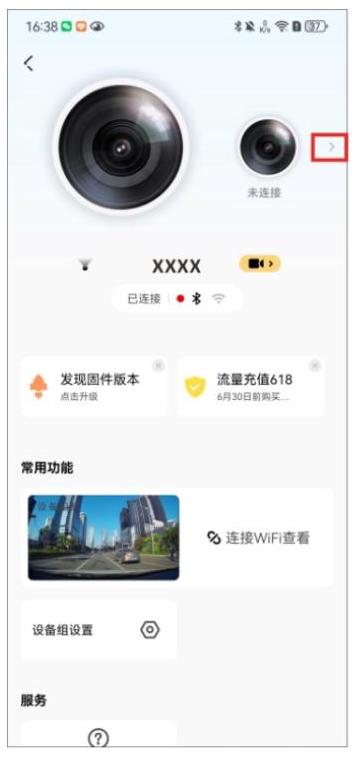 16:38
37
未连接
XXXX
已连接
发现固件版本
点击升级
流量充值618
6月30日前购买...
常用功能
连接WiFi查看
设备组设置
服务